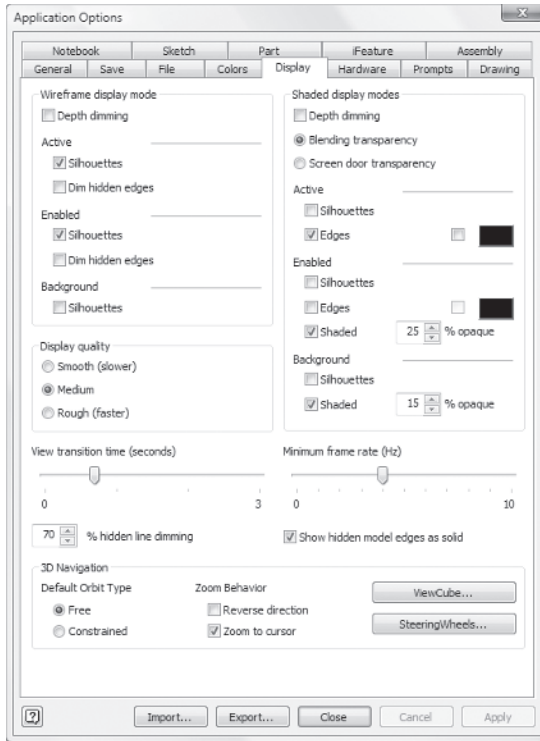 Application Options
Notebook Sketch Part iFeature Assembly
General Save File Colors Display Hardware Prompts Drawing
Wireframe display mode
Depth dimming
Active
Silhouettes
Dim hidden edges
Enabled
Silhouettes
Dim hidden edges
Background
Silhouettes
Display quality
Smooth (slower)
Medium
Rough (faster)
Shaded display modes
Depth dimming
Blending transparency
Screen door transparency
Active
Silhouettes
Edges
Enabled
Silhouettes
Edges
Shaded 25 % opaque
Background
Silhouettes
Shaded 15 % opaque
View transition time (seconds)
0 3
Minimum frame rate (Hz)
0 10
70 % hidden line dimming
Show hidden model edges as solid
3D Navigation
Default Orbit Type
Free
Constrained
Zoom Behavior
Reverse direction
Zoom to cursor
ViewCube...
SteeringWheels...
Import... Export... Close Cancel Apply